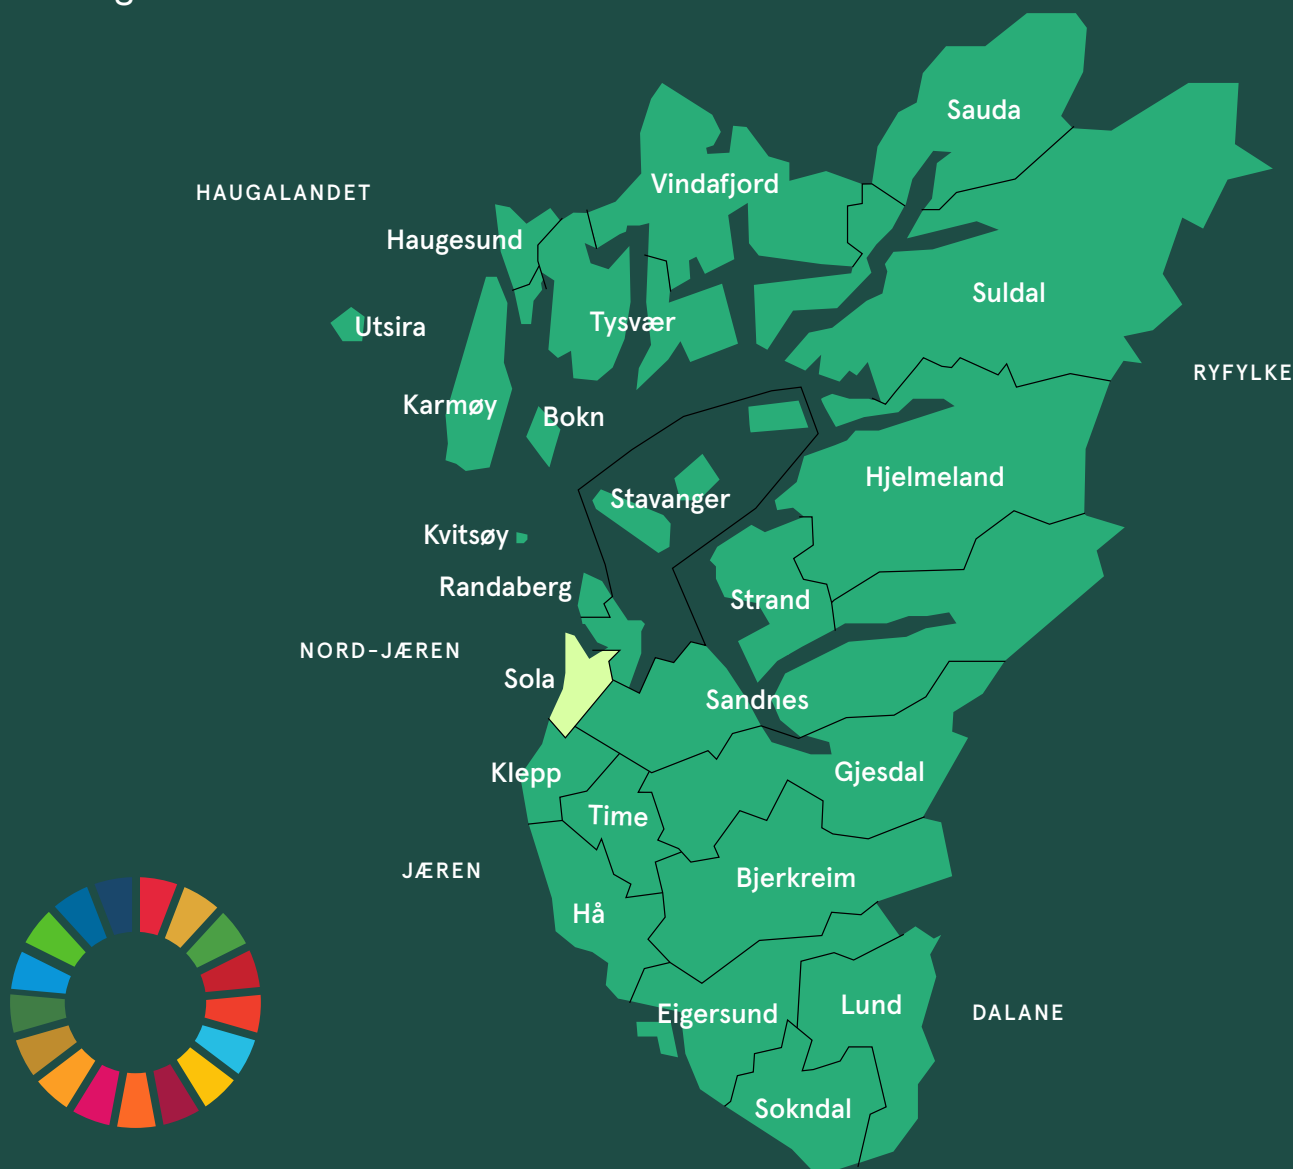 Sauda
Vindafjord
HAUGALANDET
Haugesund
Suldal
Utsira
Tysvær
RYFYLKE
Karmøy
Bokn
Hjelmeland
Stavanger
Kvitsøy
Randaberg
Strand
NORD-JÆREN
Sola
Sandnes
Klepp
Gjesdal
Time
JÆREN
Bjerkreim
Hå
Eigersund
Lund
DALANE
Sokndal